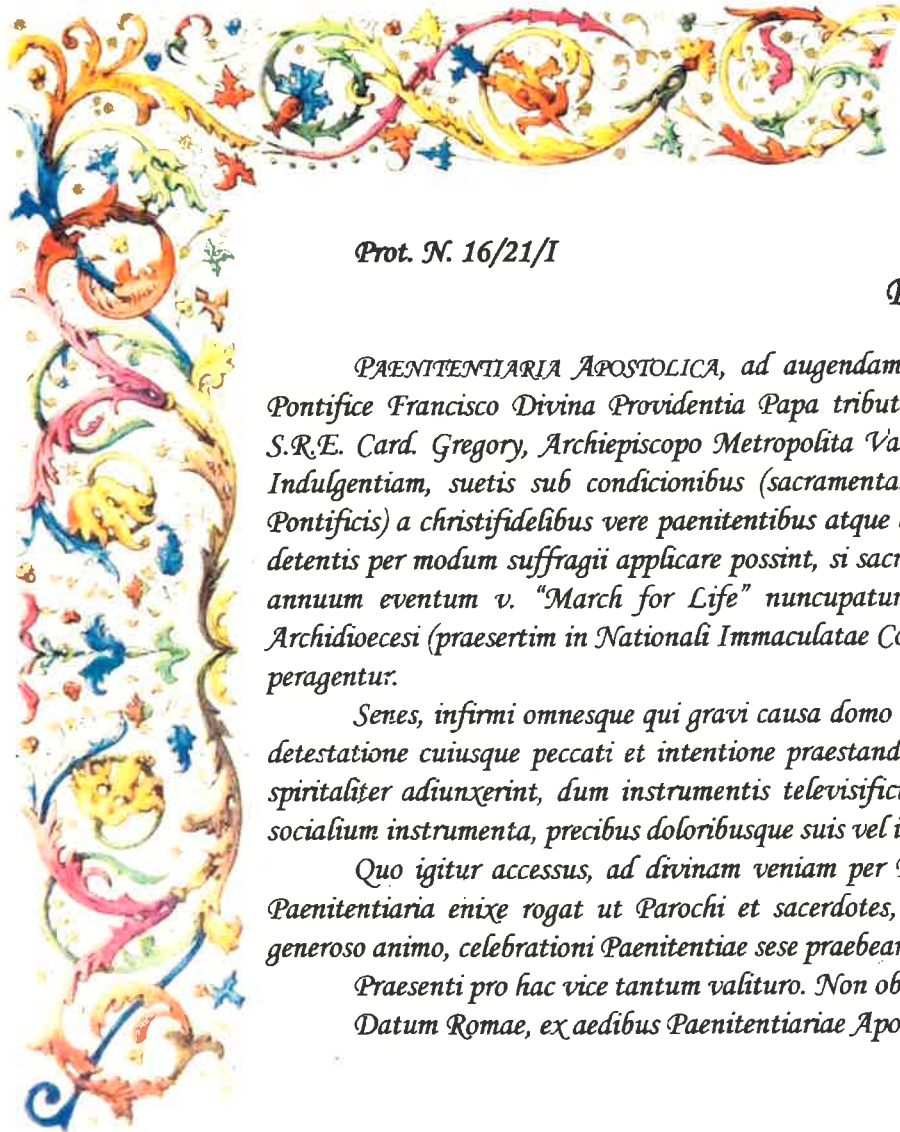 Prot. N. 16/21/I
PAENITENTIARIA APOSTOLICA, ad augendam
Pontifice Francisco Divina Providentia Papa tribut
S.R.E. Card. Gregory, Archiepiscopo Metropolita Va
Indulgentiam, suetis sub condicionibus (sacramenta
Pontificis) a christifidelibus vere paenitentibus atque
detentis per modum suffragii applicare possint, si sacr
annuum eventum v. “March for Life” nuncupatur
Archidioecesi (praesertim in Nationali Immaculatae Co
peragentur.
Senes, infirmi omnesque qui gravi causa domo
detestatione cuiusque peccati et intentione praestand
spiritaliter adiunxerint, dum instrumentis televisific
socialium instrumenta, precibus doloribusque suis vel i
Quo igitur accessus, ad divinam veniam per
Paenitentiaria enixe rogat ut Parochi et sacerdotes,
generoso animo, celebrationi Paenitentiae sese praebean
Praesenti pro hac vice tantum valituro. Non ob
Datum Romae, ex aedibus Paenitentiariae Apo